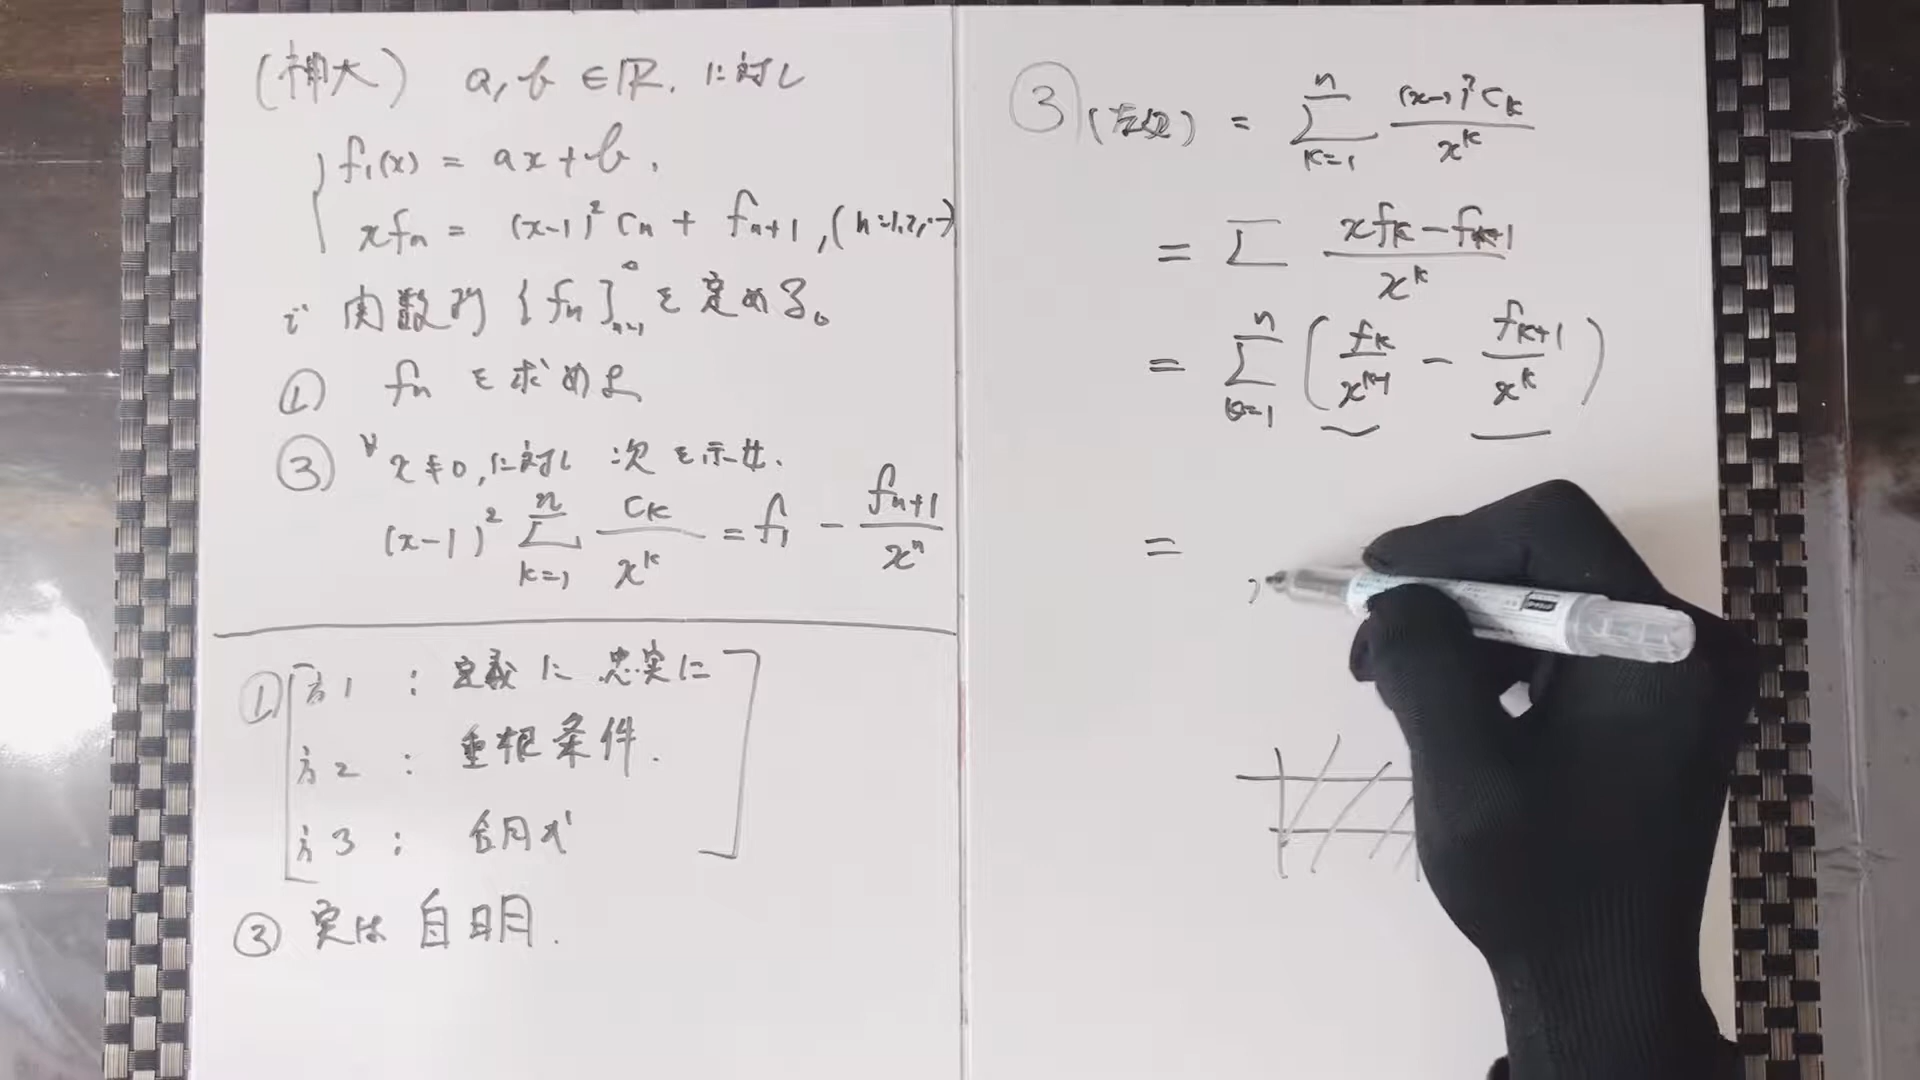 (神大) a, b ∈ ℝ. に対し
f₁(x) = ax + b,
xfₙ = (x-1)² Cₙ + fₙ₊₁, (n=1,2,…)
で 関数列 {fₙ}ₙ₌₁ を定める。
① fₙ を求めよ
③ ∀x≠0, に対し 次を示せ.
(x-1)² Σₖ₌₁ⁿ Cₖ/xᵏ = f₁ - fₙ₊₁/xⁿ
① 方1 : 定義に忠実に
方2 : 重根条件.
方3 : 合同式
③ 実は 自明.
③ (左辺) = Σₖ₌₁ⁿ (x-1)² Cₖ/xᵏ
= Σ (xfₖ - fₖ₊₁)/xᵏ
= Σₖ₌₁ⁿ (fₖ/xᵏ⁻¹ - fₖ₊₁/xᵏ)
=